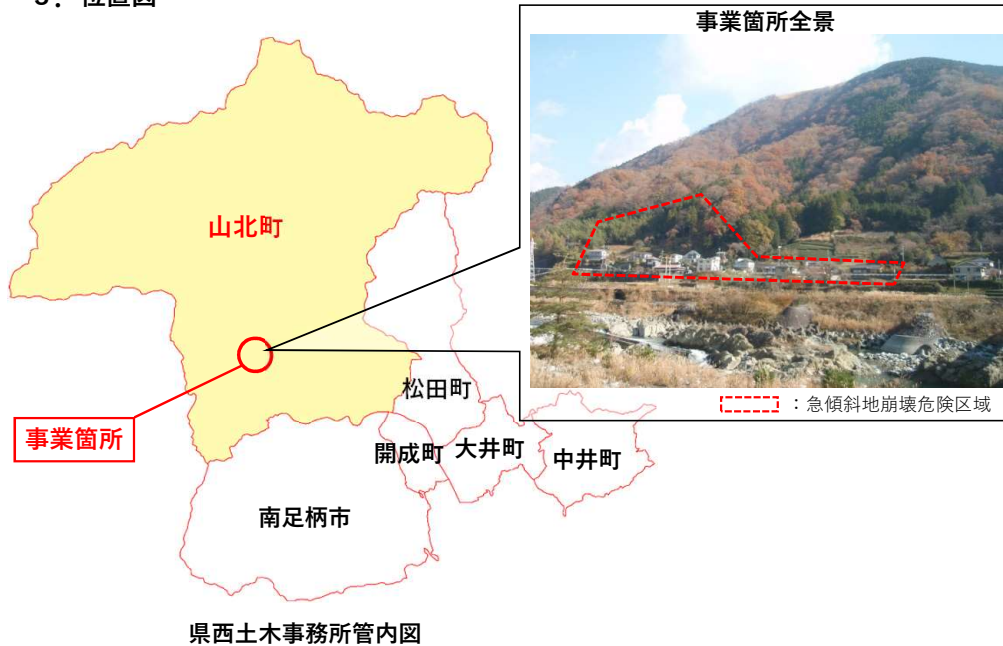 位置図
事業箇所全景
山北町
松田町
事業箇所
開成町
大井町
中井町
南足柄市
：急傾斜地崩壊危険区域
県西土木事務所管内図